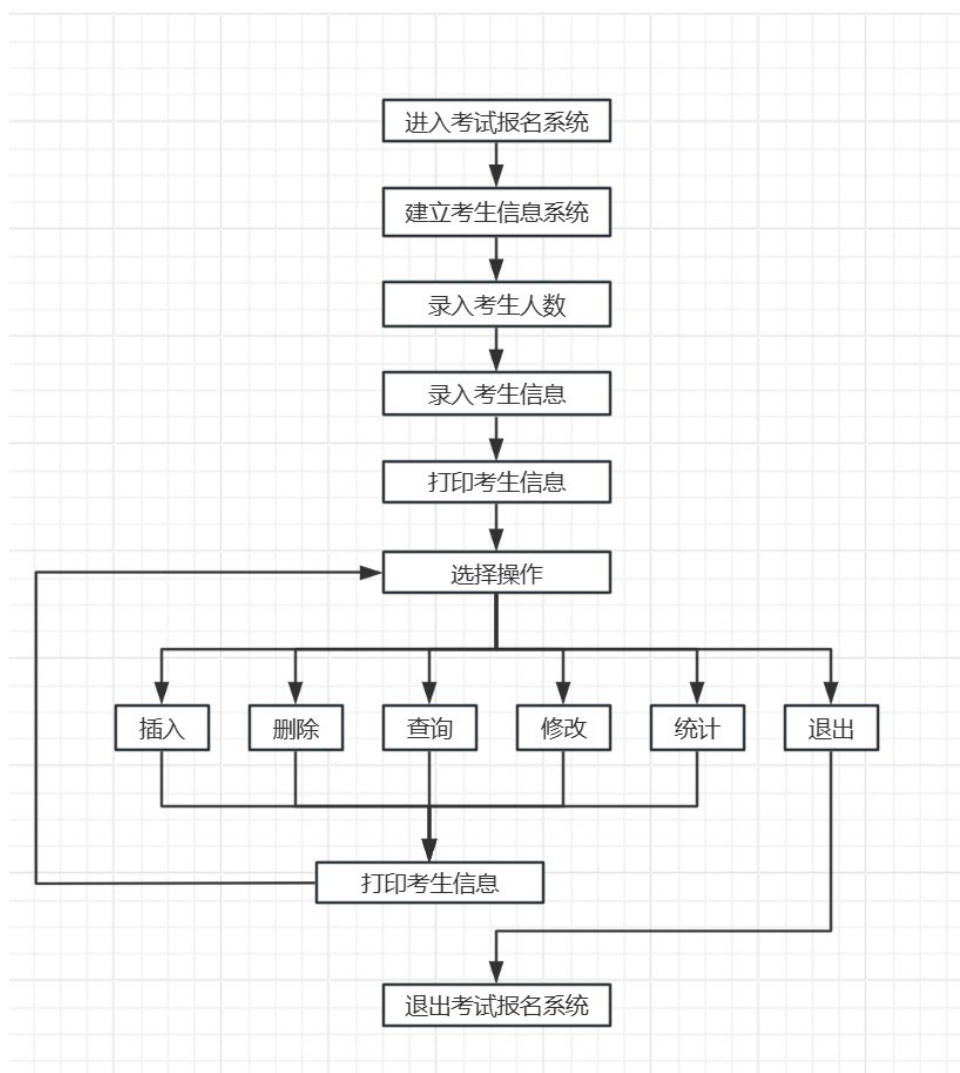 进入考试报名系统
建立考生信息系统
录入考生人数
录入考生信息
打印考生信息
选择操作
插入
删除
查询
修改
统计
退出
打印考生信息
退出考试报名系统